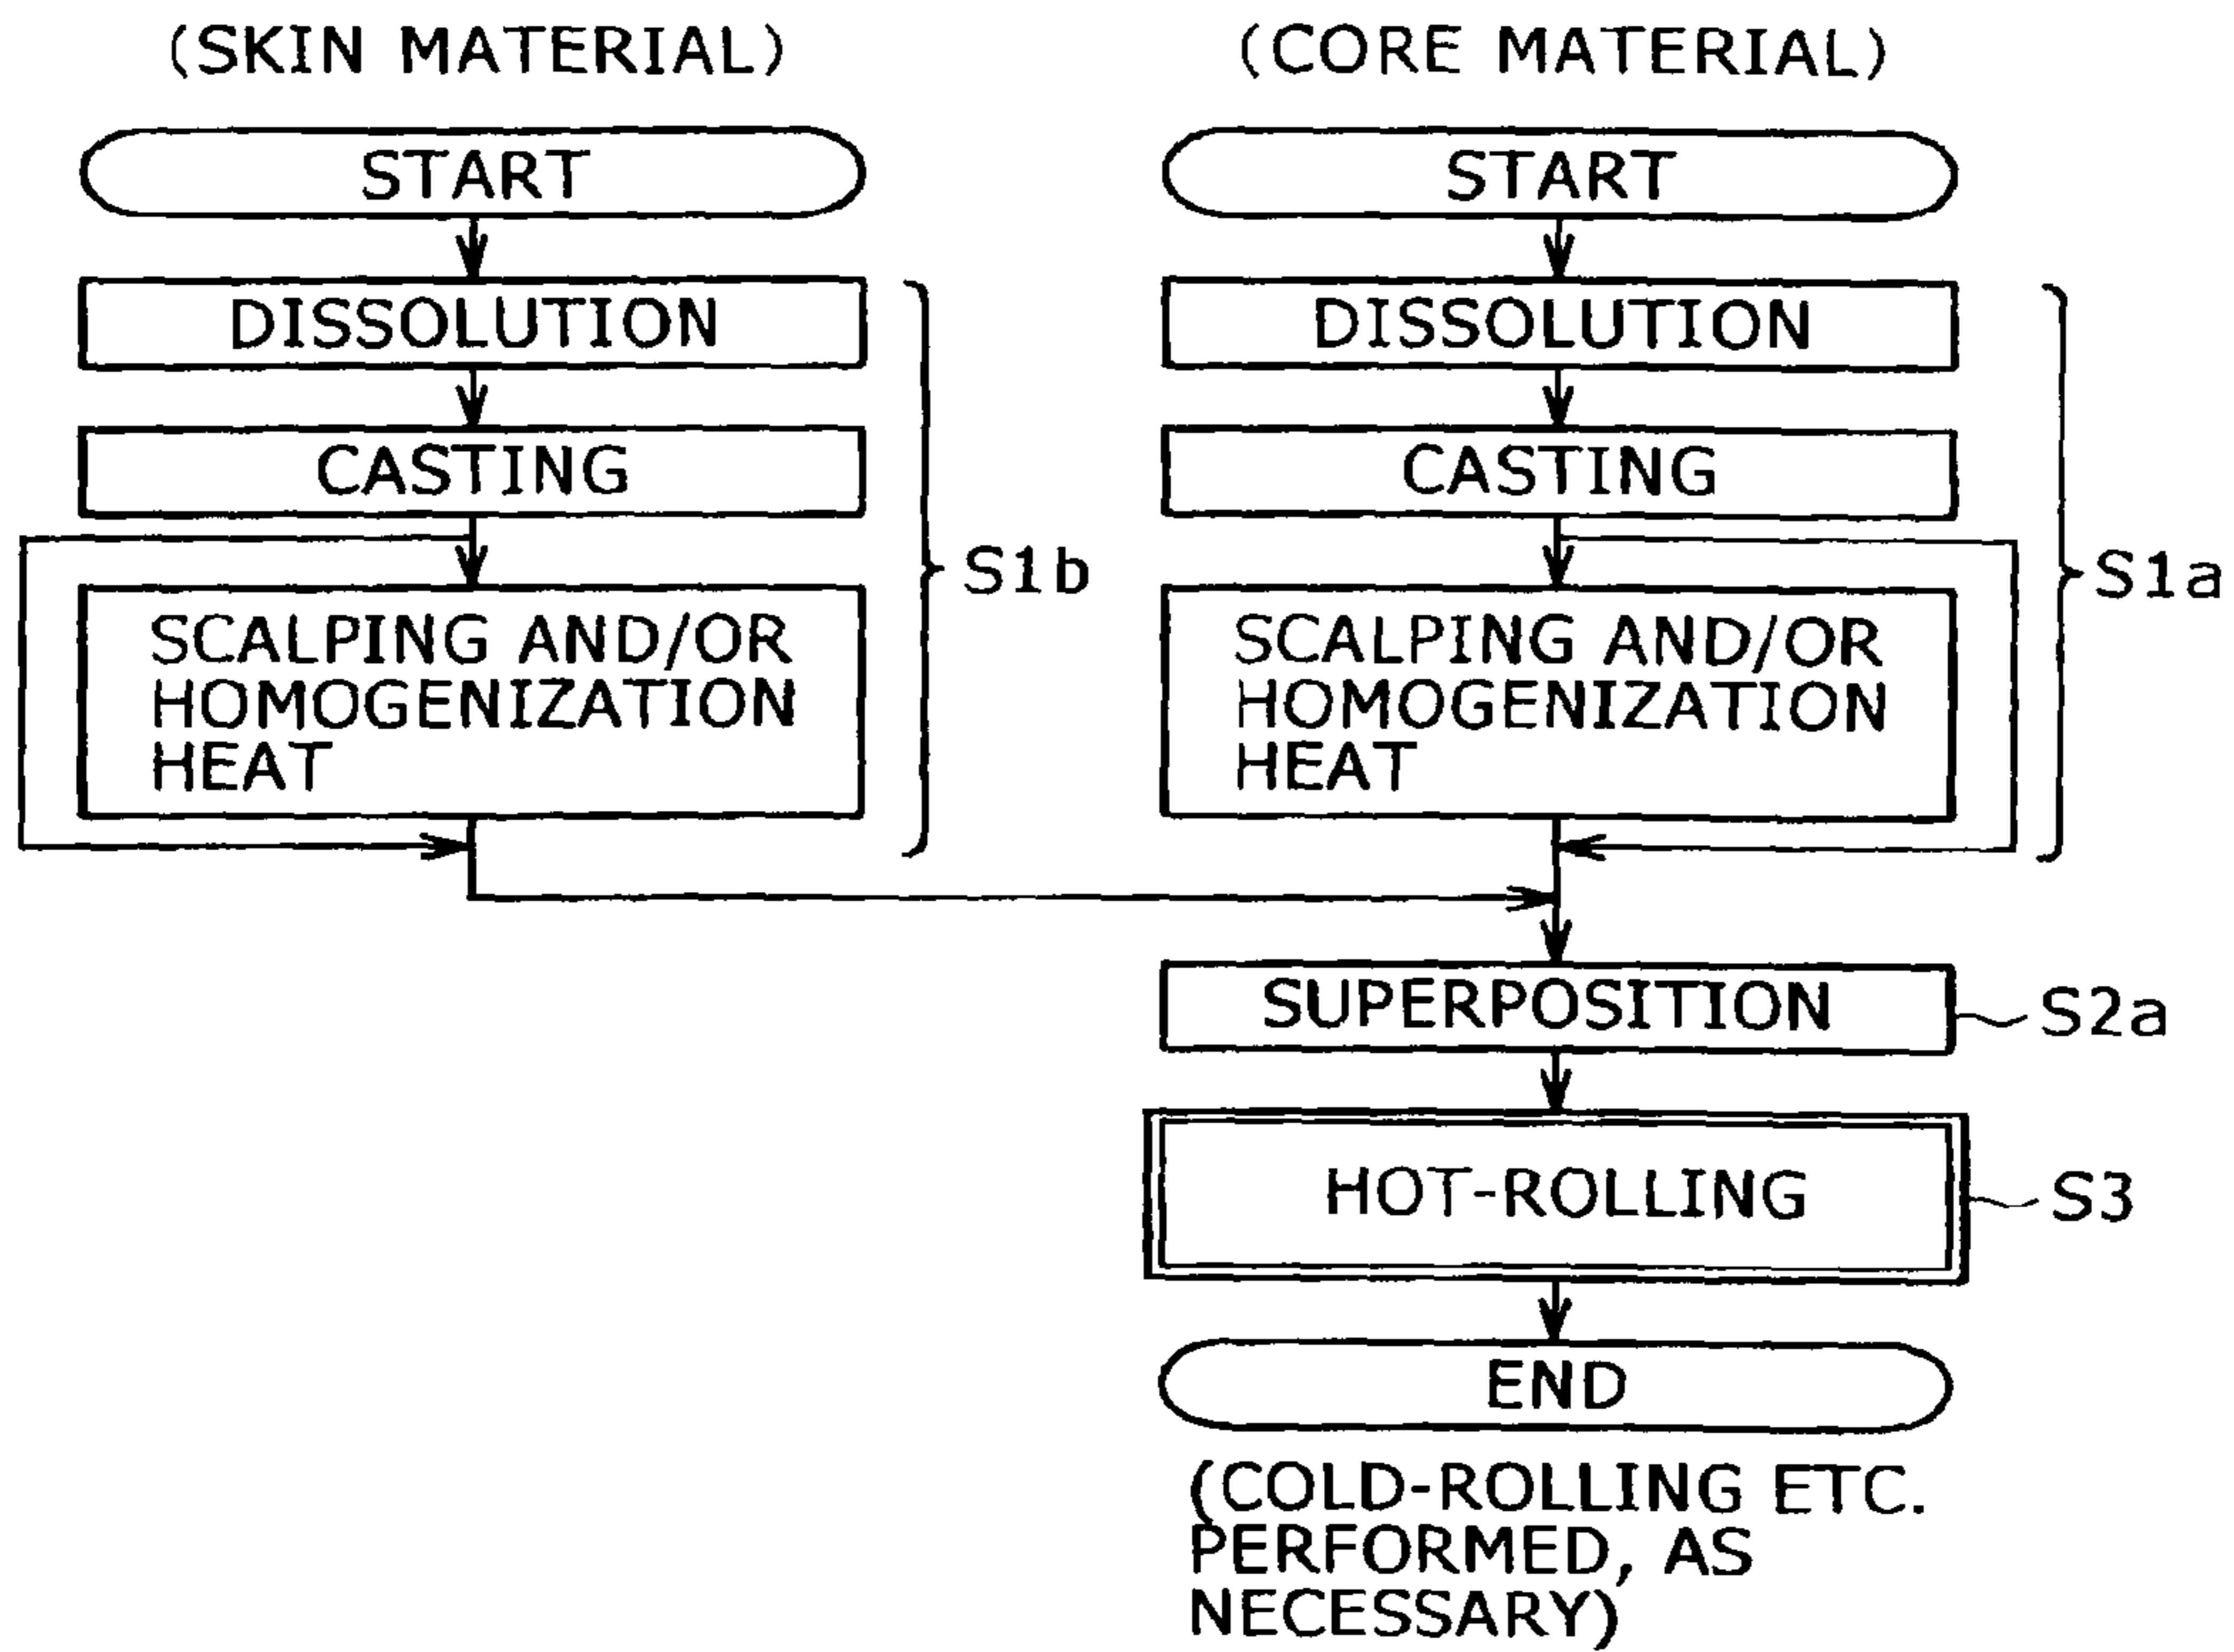 (SKIN MATERIAL)
START
DISSOLUTION
CASTING
SCALPING AND/OR
HOMOGENIZATION
HEAT
S1b
(CORE MATERIAL)
START
DISSOLUTION
CASTING
SCALPING AND/OR
HOMOGENIZATION
HEAT
S1a
SUPERPOSITION
S2a
HOT-ROLLING
S3
END
(COLD-ROLLING ETC.
PERFORMED, AS
NECESSARY)